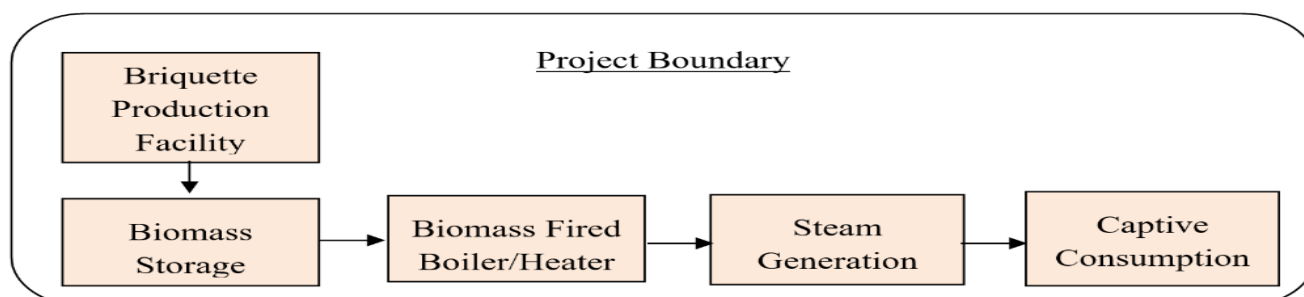 Project Boundary
Briquette
Production
Facility
Biomass
Storage
Biomass Fired
Boiler/Heater
Steam
Generation
Captive
Consumption